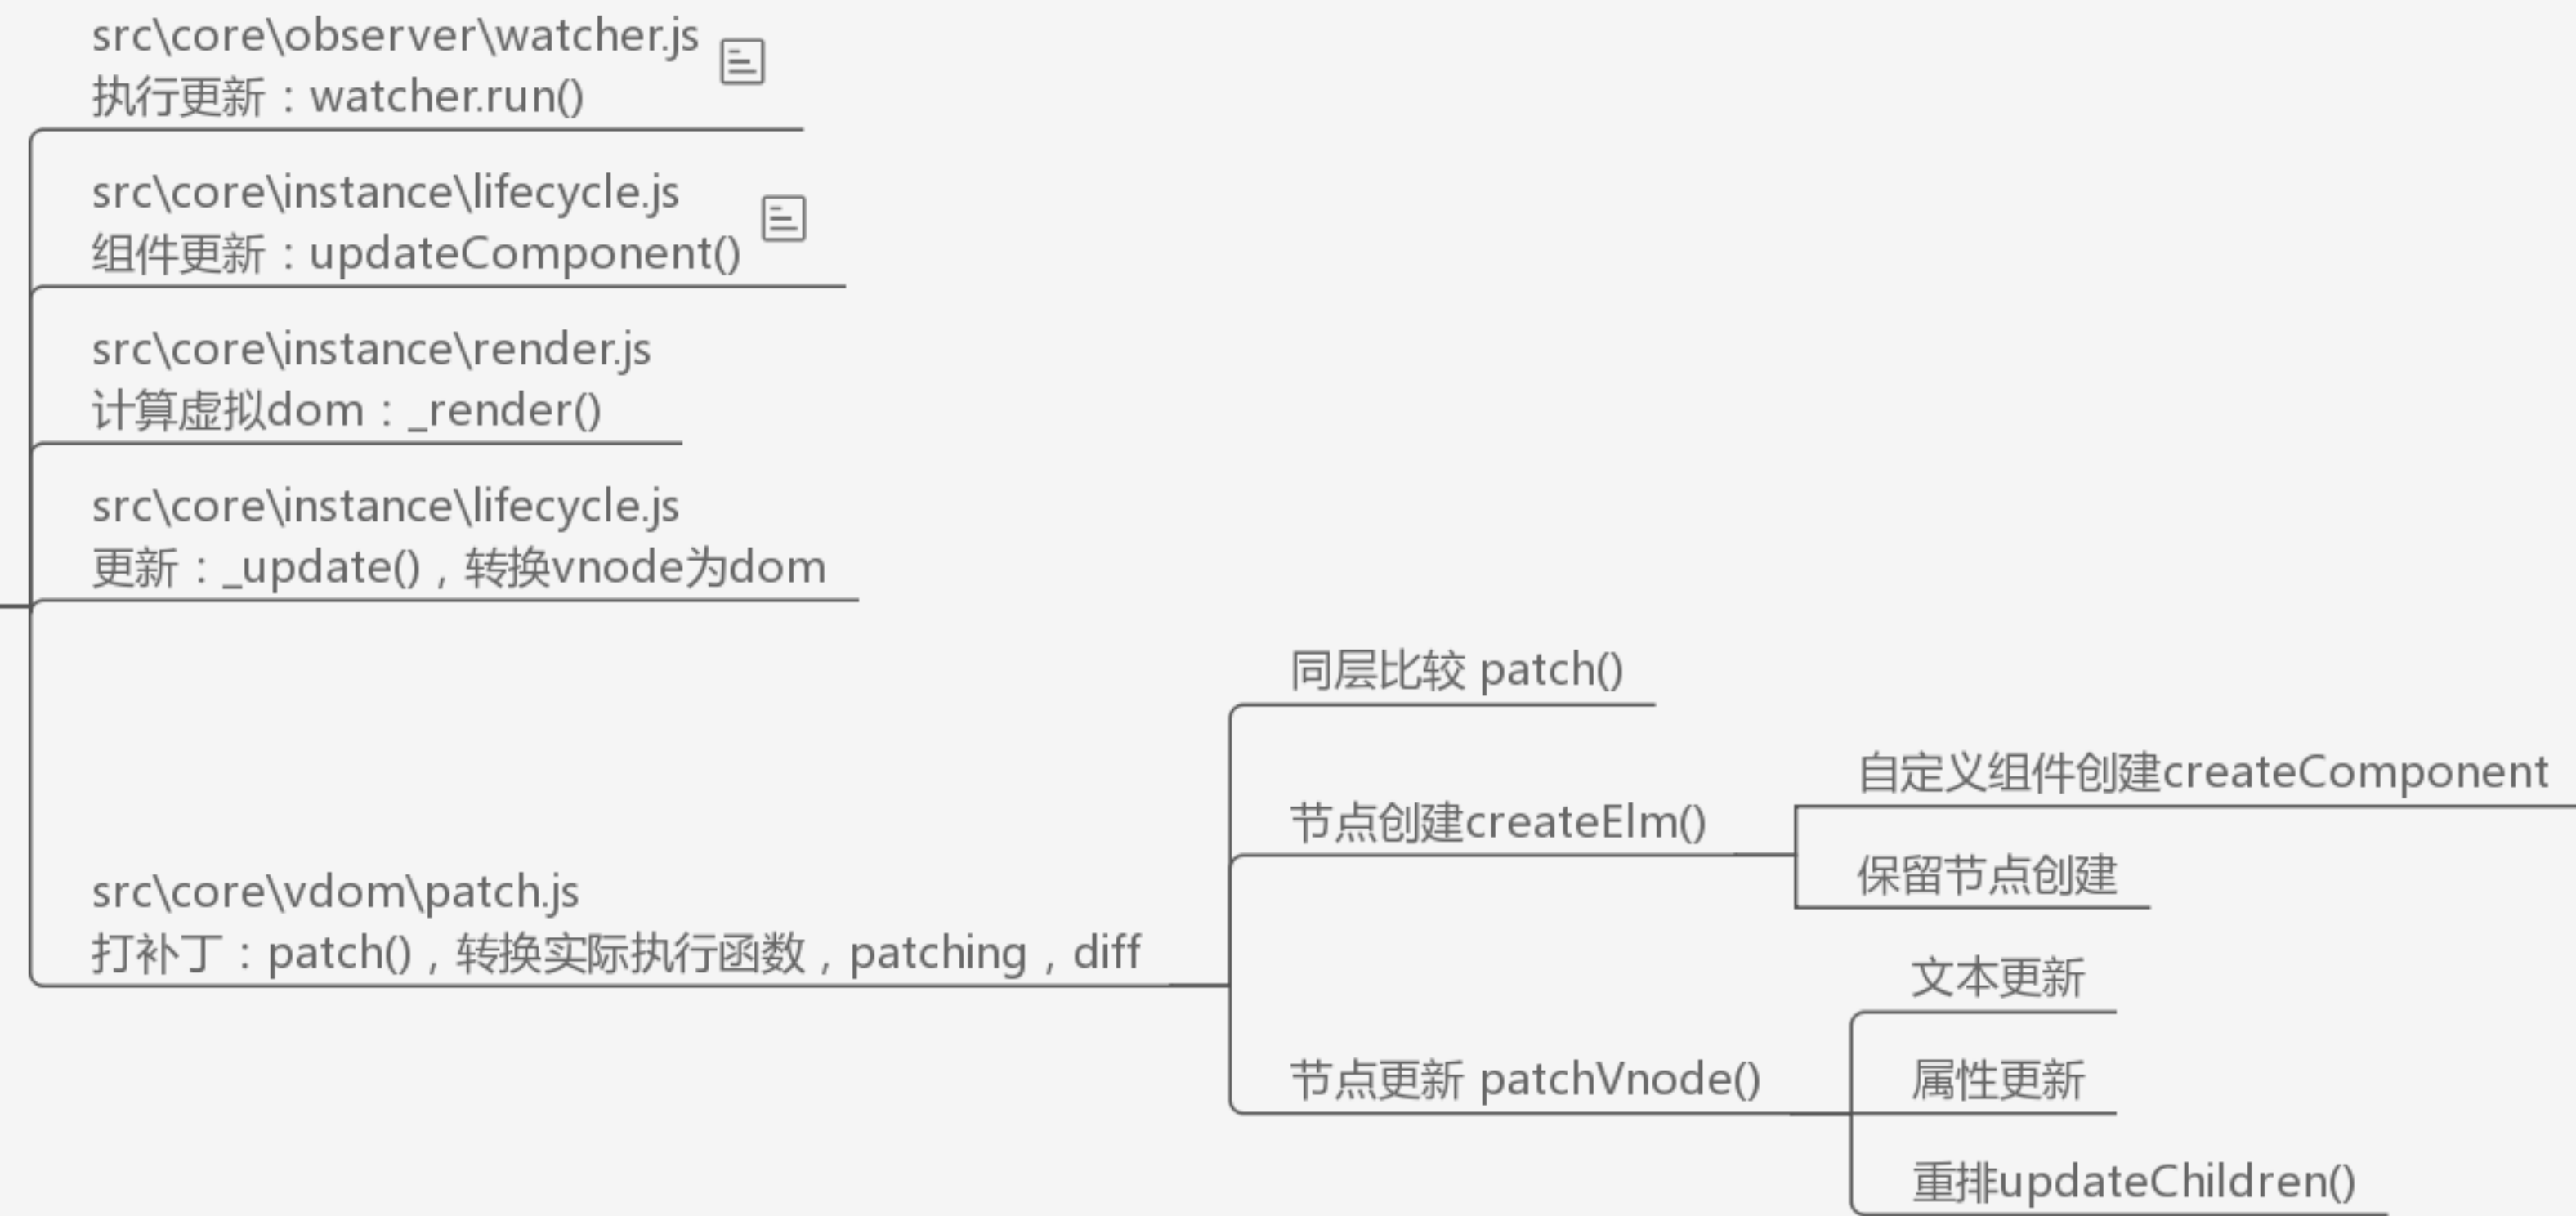 src\core\observer\watcher.js
执行更新：watcher.run()
src\core\instance\lifecycle.js
组件更新：updateComponent()
src\core\instance\render.js
计算虚拟dom：_render()
src\core\instance\lifecycle.js
更新：_update()，转换vnode为dom
src\core\vdom\patch.js
打补丁：patch()，转换实际执行函数，patching，diff
同层比较 patch()
节点创建createElm()
自定义组件创建createComponent
保留节点创建
节点更新 patchVnode()
文本更新
属性更新
重排updateChildren()